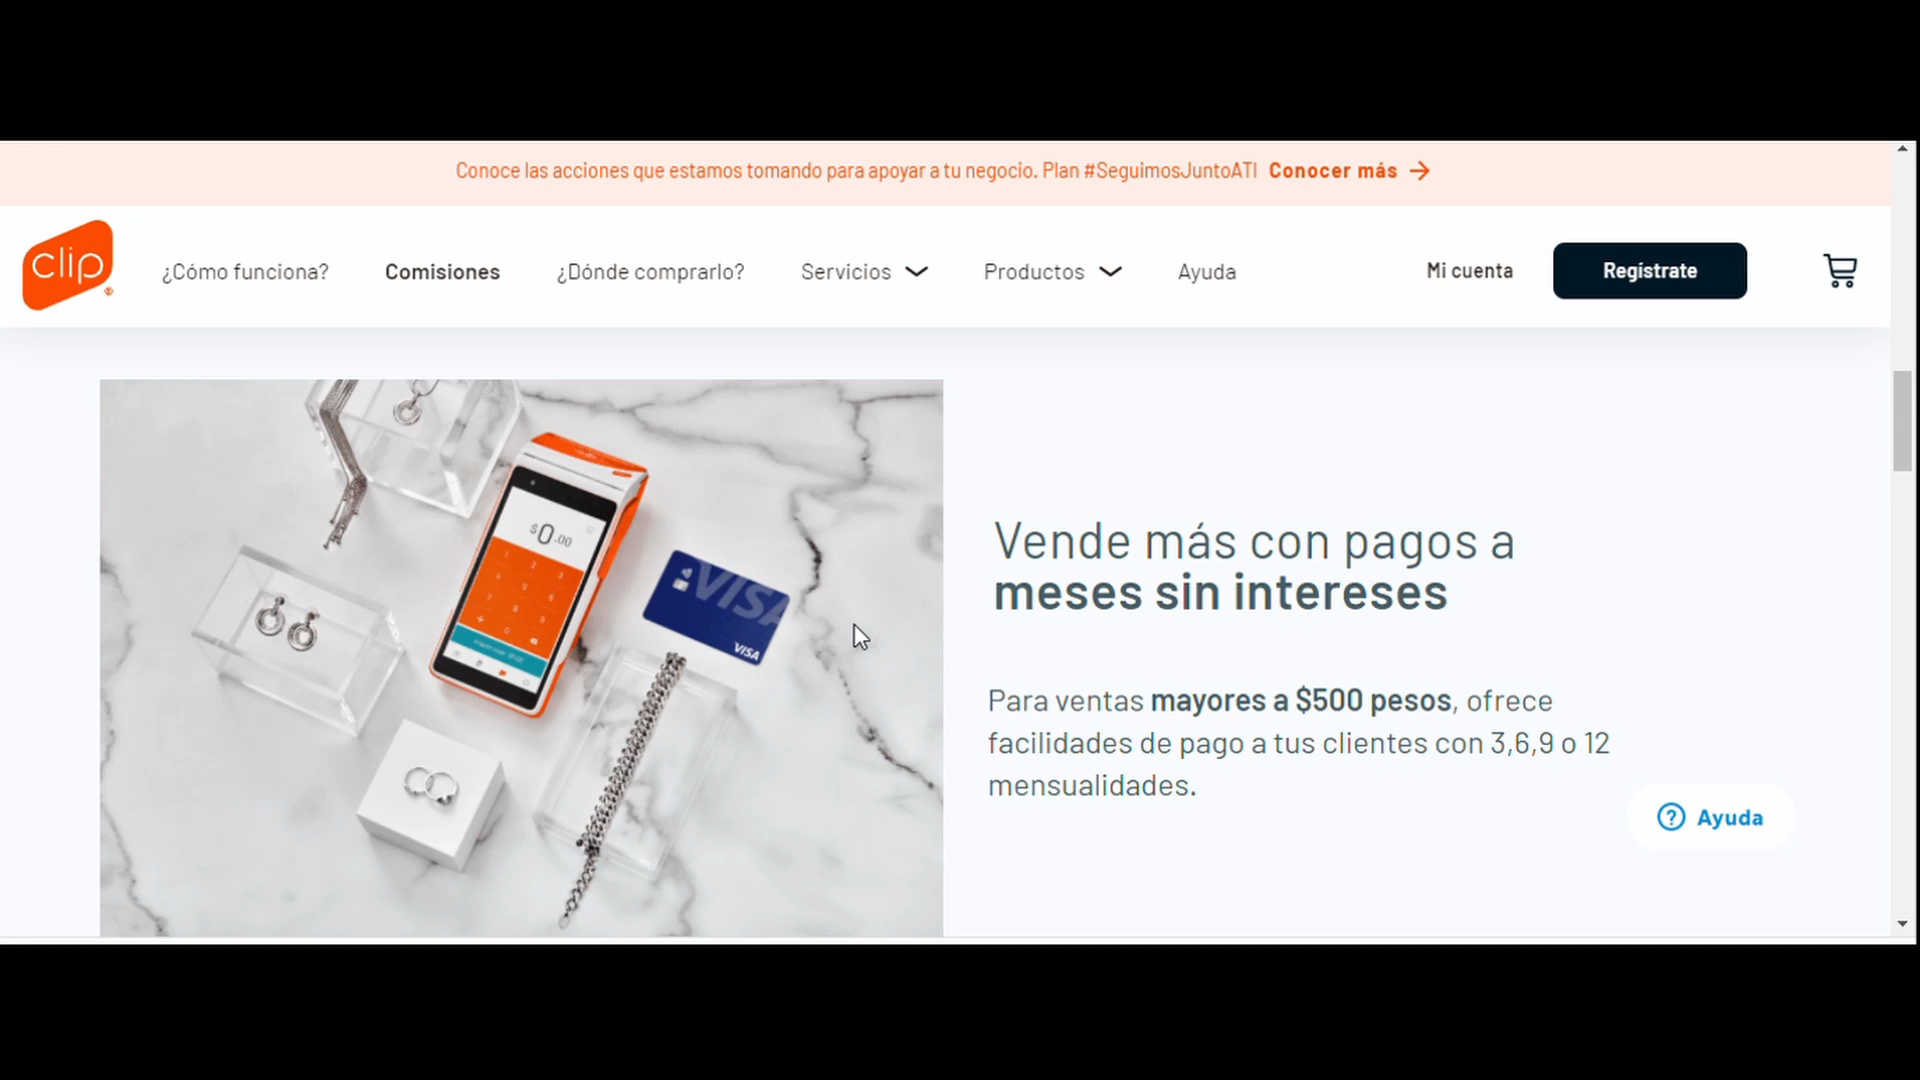 Conoce las acciones que estamos tomando para apoyar a tu negocio. Plan #SeguimosJuntoATI Conocer más
clip
¿Cómo funciona? Comisiones ¿Dónde comprarlo? Servicios Productos Ayuda Mi cuenta Regístrate
$0.00
VISA
VISA
Vende más con pagos a
meses sin intereses
Para ventas mayores a $500 pesos, ofrece
facilidades de pago a tus clientes con 3,6,9 o 12
mensualidades.
Ayuda